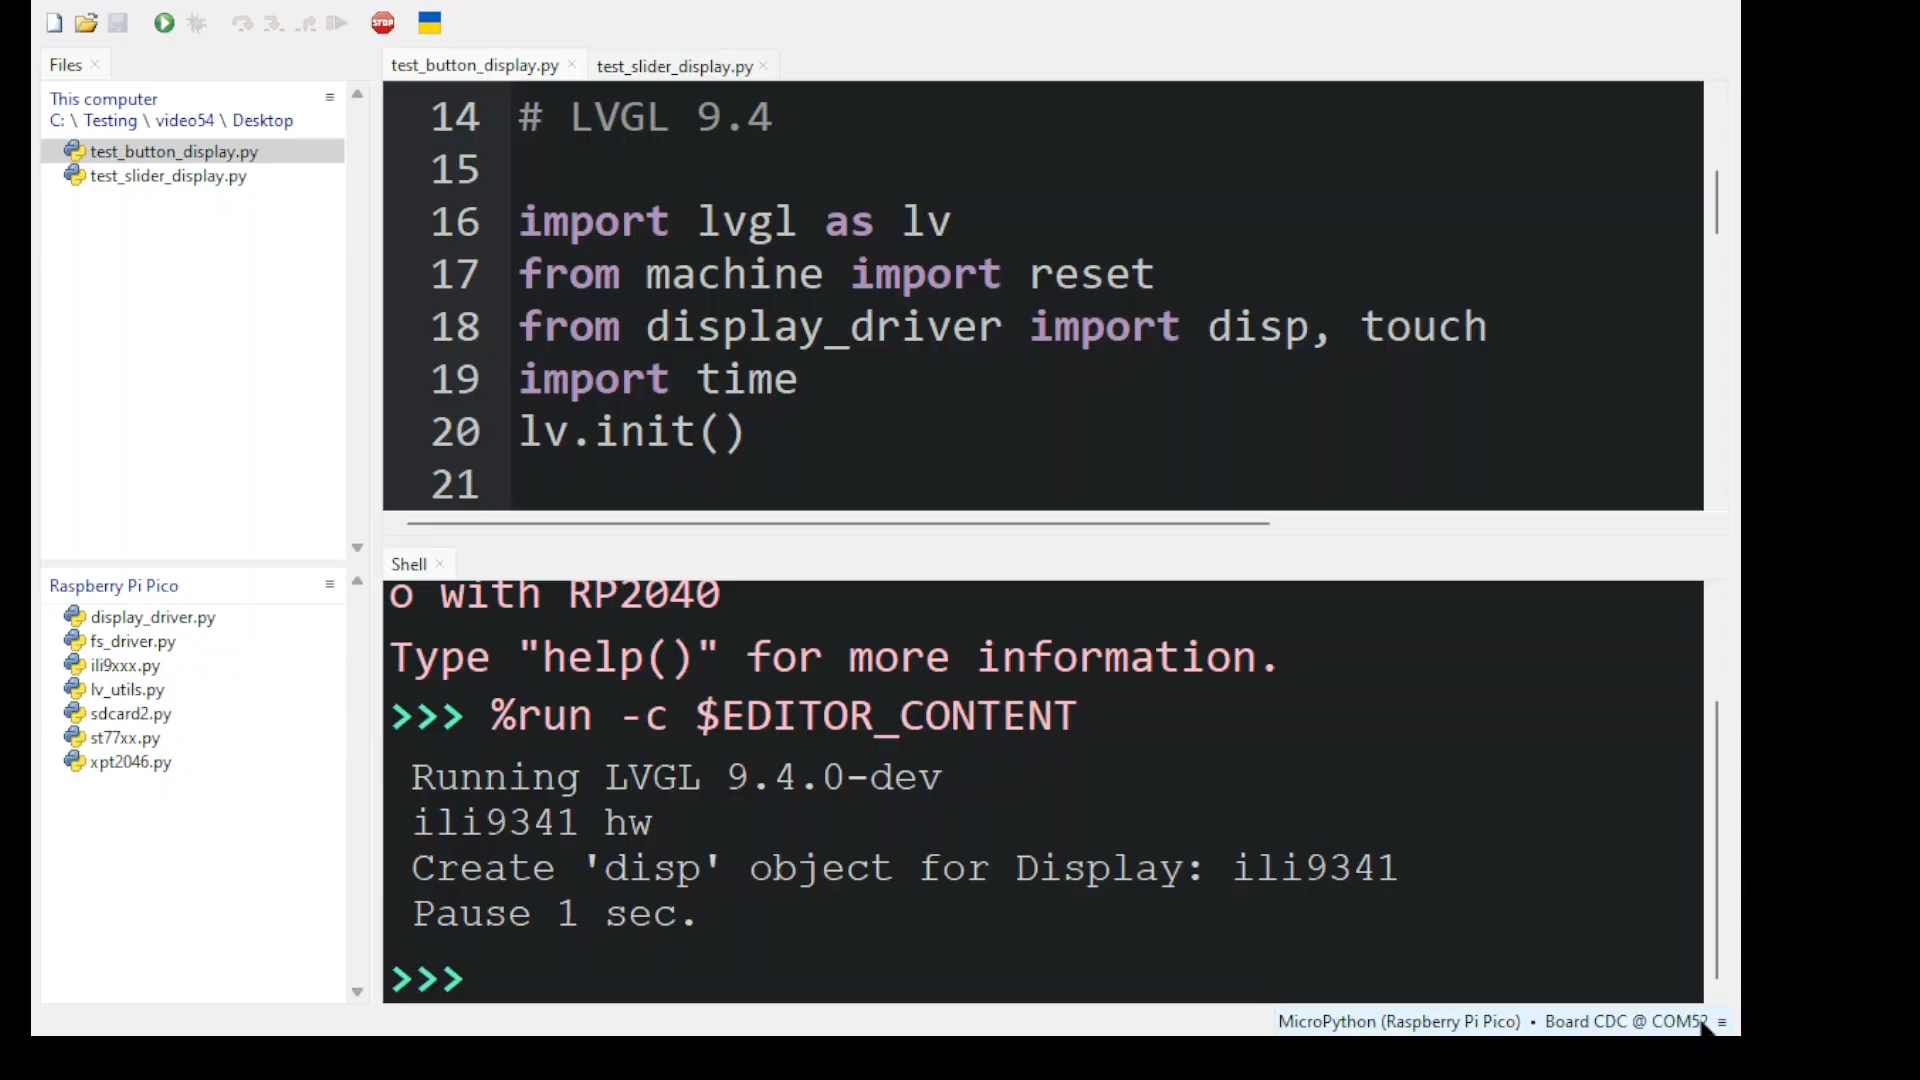 STOP
Files
This computer
C: \ Testing \ video54 \ Desktop
test_button_display.py
test_slider_display.py
Raspberry Pi Pico
display_driver.py
fs_driver.py
ili9xxx.py
lv_utils.py
sdcard2.py
st77xx.py
xpt2046.py
test_button_display.py
test_slider_display.py
14 # LVGL 9.4
15
16 import lvgl as lv
17 from machine import reset
18 from display_driver import disp, touch
19 import time
20 lv.init()
21
Shell
o with RP2040
Type "help()" for more information.
>>> %run -c $EDITOR_CONTENT
Running LVGL 9.4.0-dev
ili9341 hw
Create 'disp' object for Display: ili9341
Pause 1 sec.
>>>
MicroPython (Raspberry Pi Pico) • Board CDC @ COM52